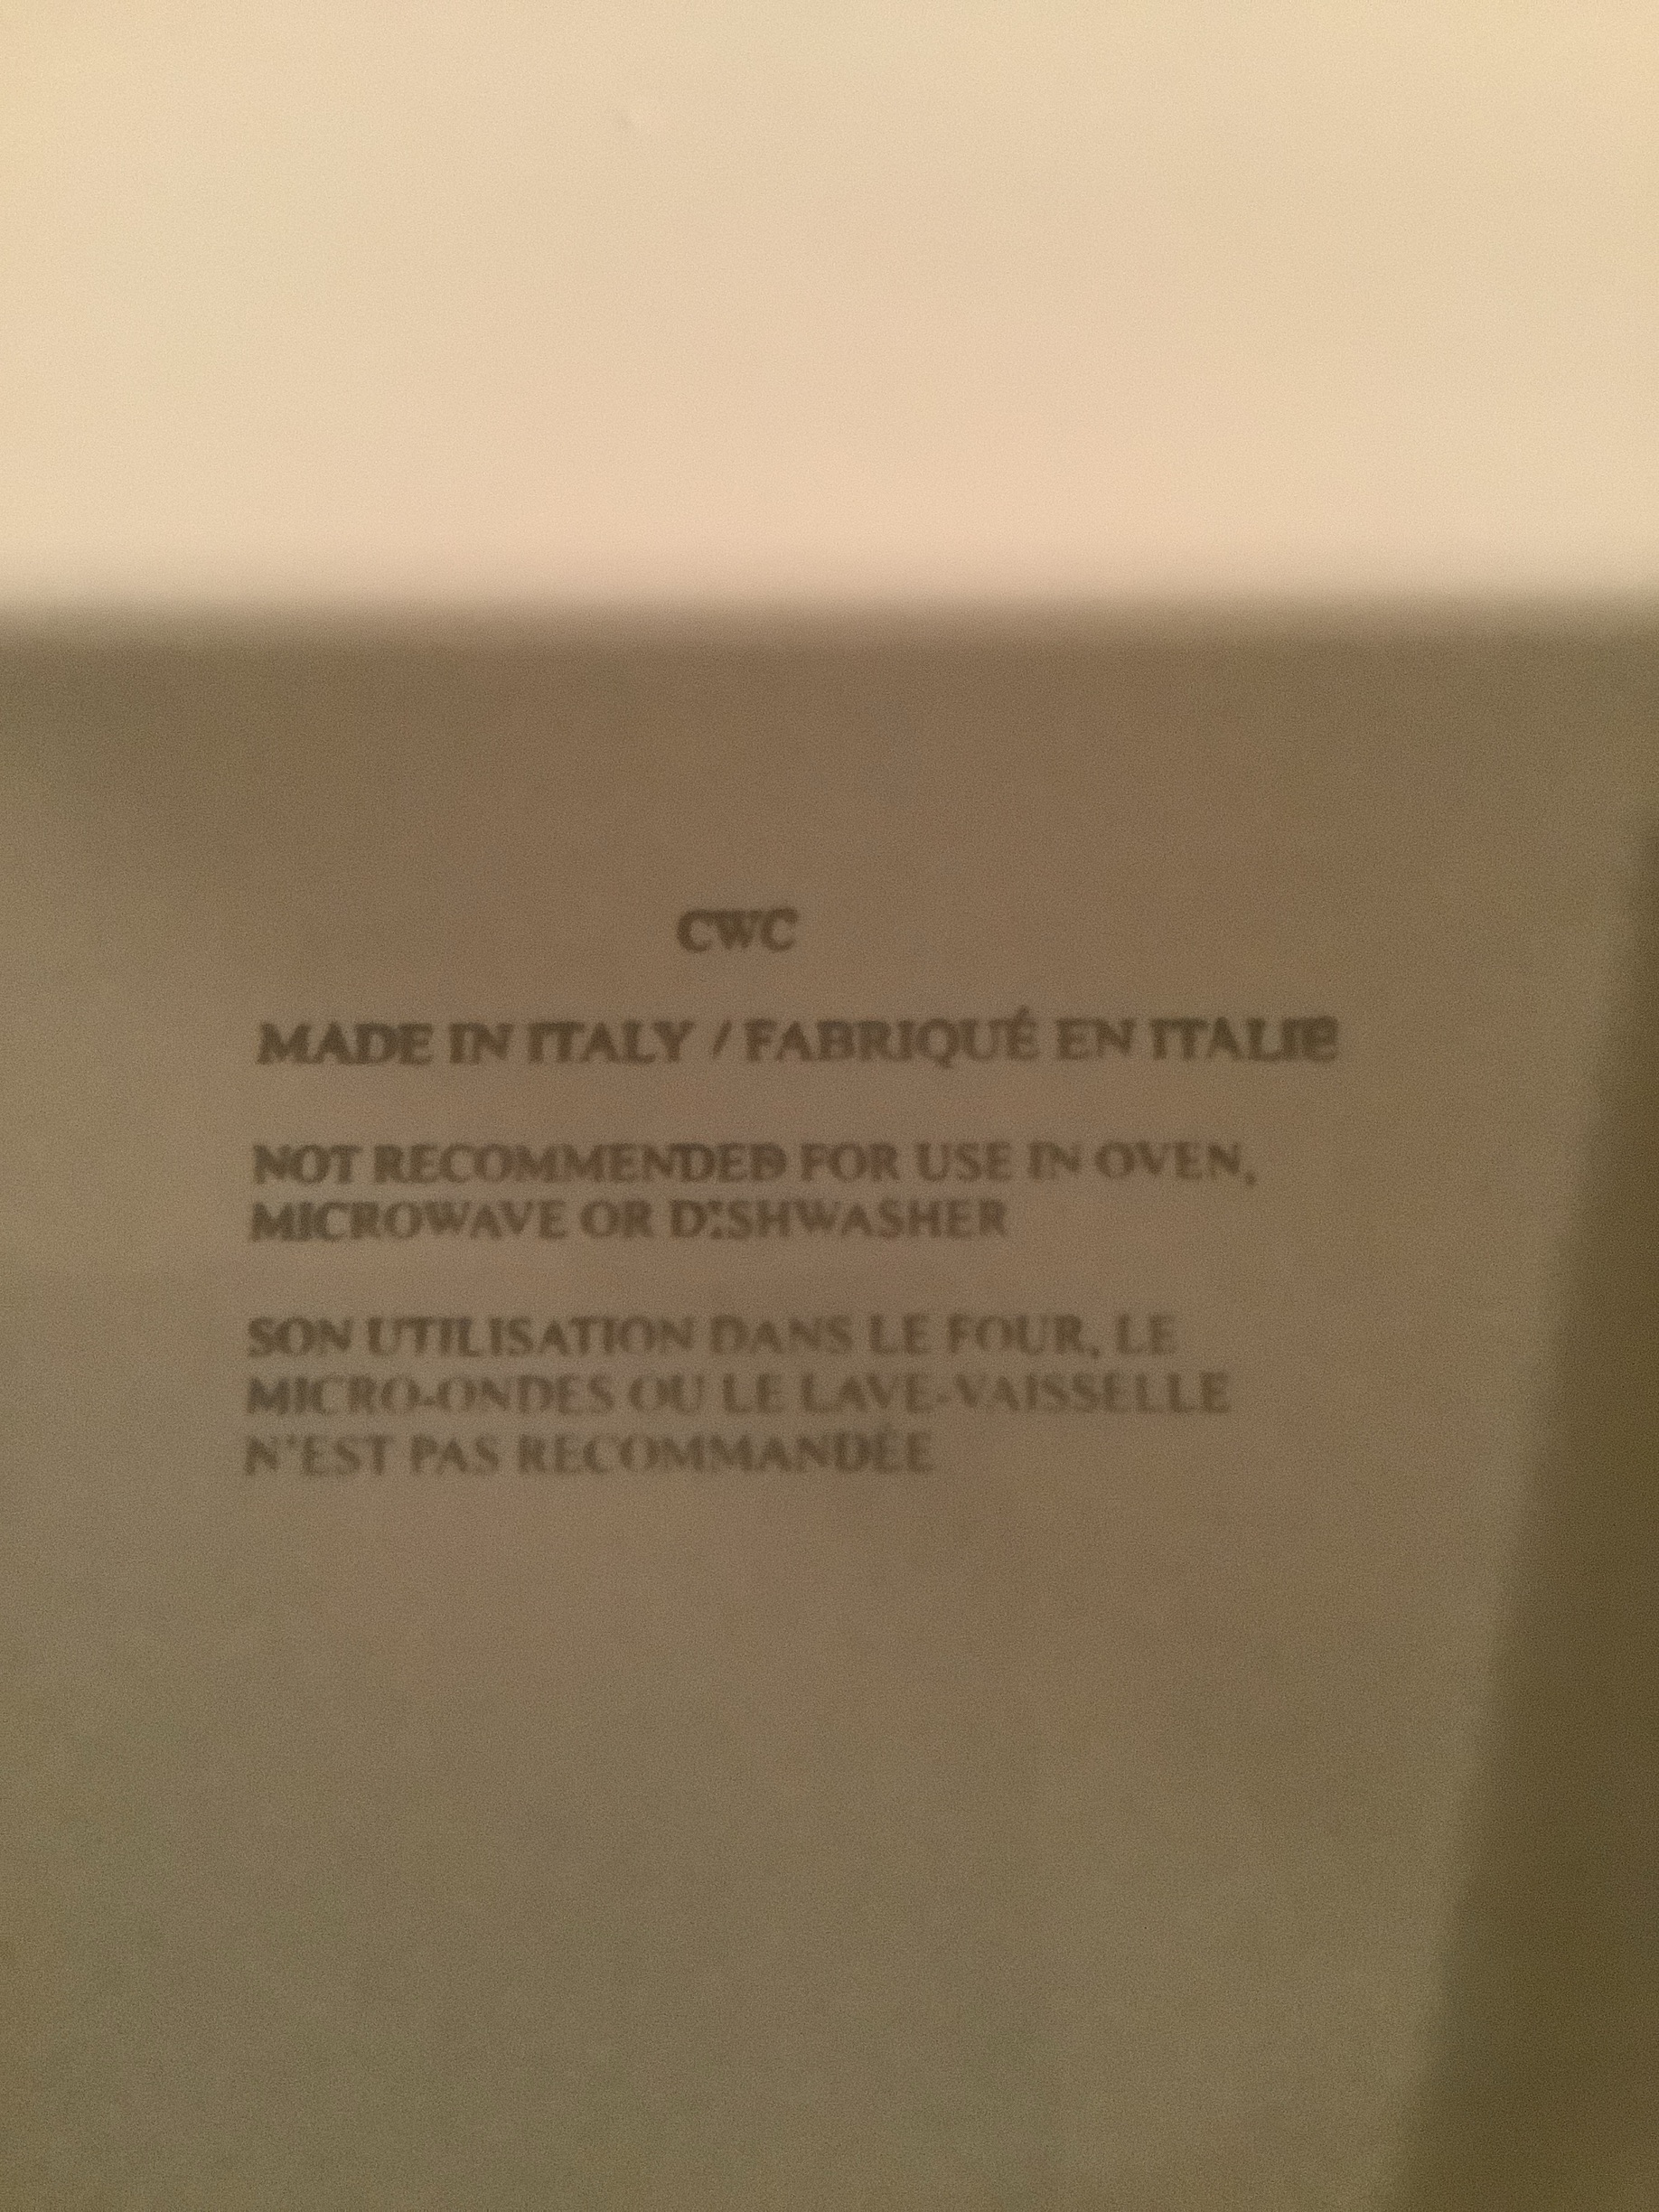 CWC
MADE IN ITALY / FABRIQUÉ EN ITALIE
NOT RECOMMENDED FOR USE IN OVEN,
MICROWAVE OR DISHWASHER
SON UTILISATION DANS LE FOUR, LE
MICRO-ONDES OU LE LAVE-VAISSELLE
N'EST PAS RECOMMANDÉE